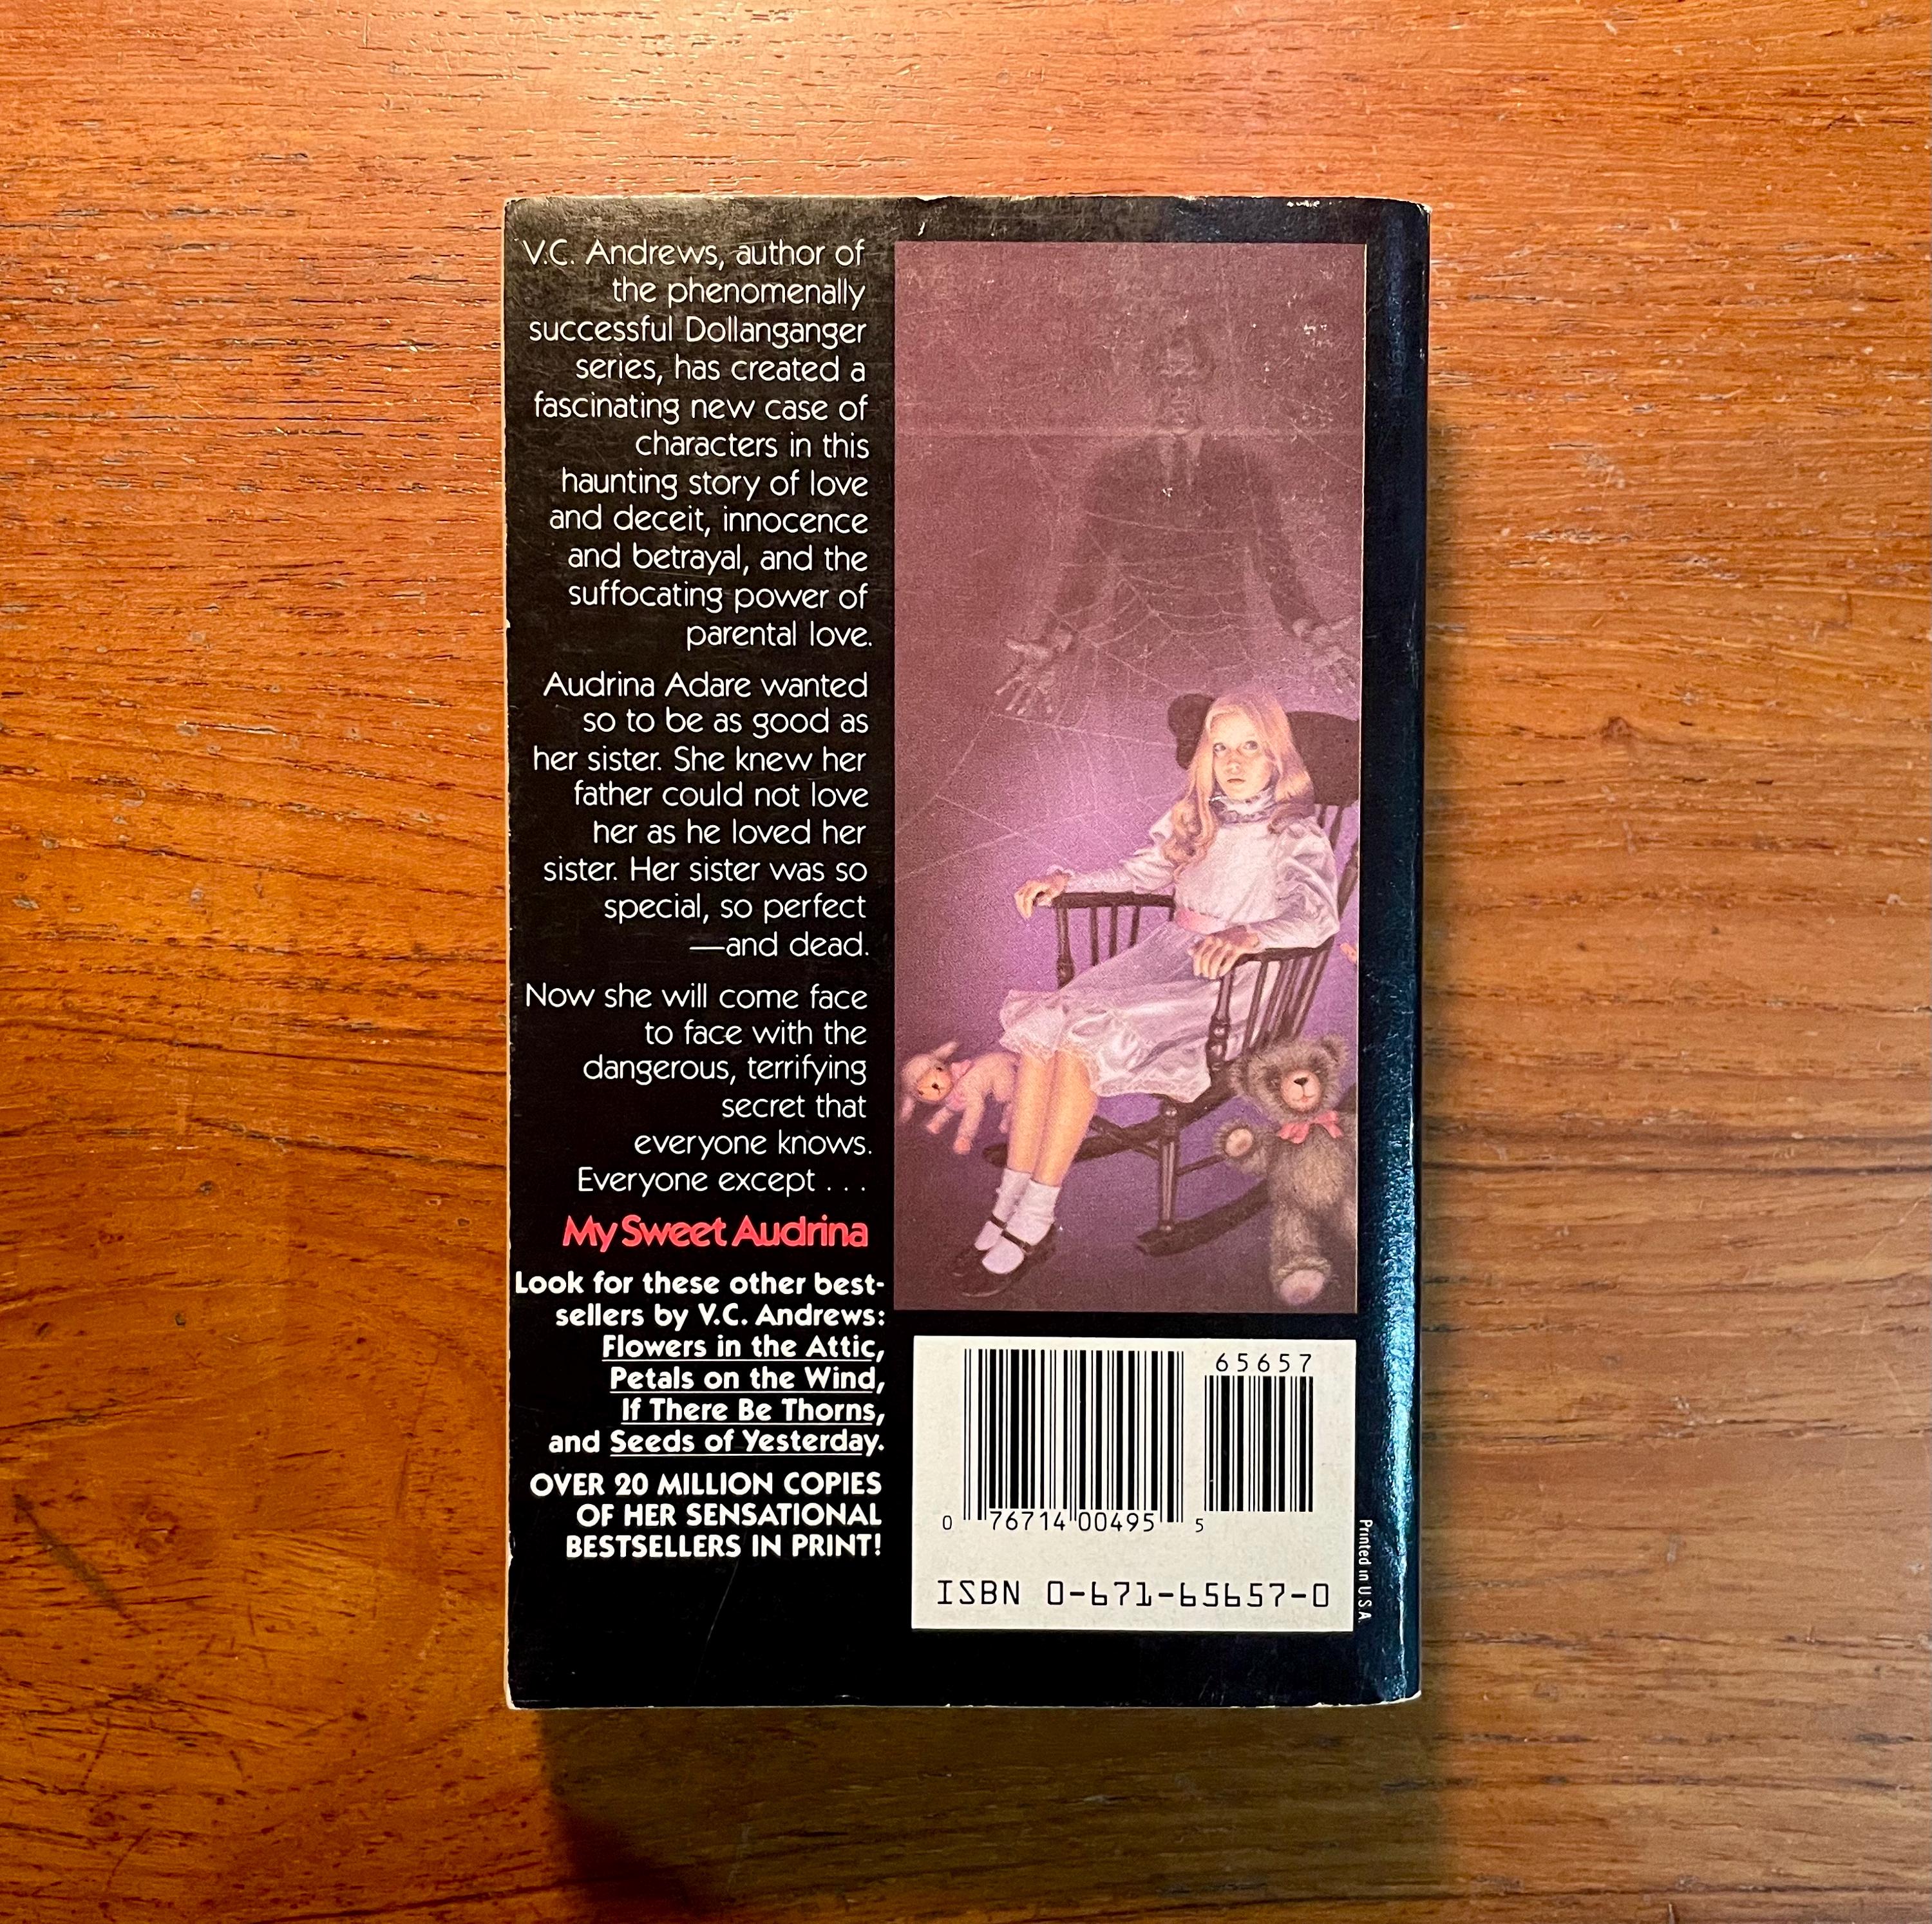 V.C. Andrews, author of
the phenomenally
successful Dollanganger
series, has created a
fascinating new case of
characters in this
haunting story of love
and deceit, innocence
and betrayal, and the
suffocating power of
parental love.
Audrina Adare wanted
so to be as good as
her sister. She knew her
father could not love
her as he loved her
sister. Her sister was so
special, so perfect
—and dead.
Now she will come face
to face with the
dangerous, terrifying
secret that
everyone knows.
Everyone except . . .
My Sweet Audrina
Look for these other best-
sellers by V.C. Andrews:
Flowers in the Attic,
Petals on the Wind,
If There Be Thorns,
and Seeds of Yesterday.
OVER 20 MILLION COPIES
OF HER SENSATIONAL
BESTSELLERS IN PRINT!
65657
0 76714 00495 5
ISBN 0-671-65657-0
Printed in U.S.A.